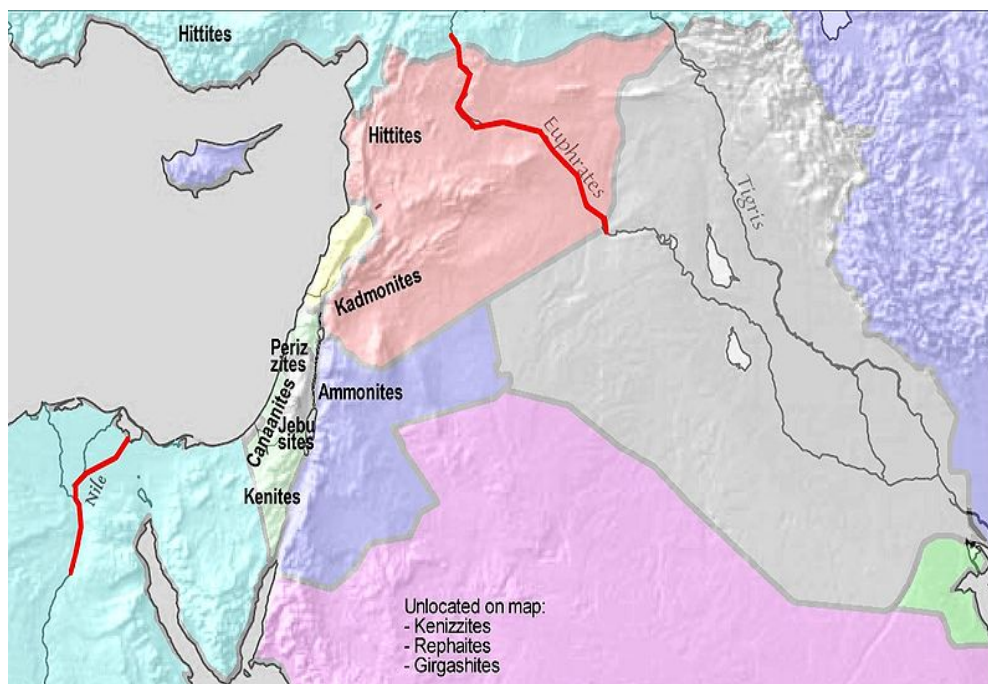 Hittites
Hittites
Euphrates
Tigris
Kadmonites
Periz
zites
Ammonites
Canaanites
Jebu
sites
Nile
Kenites
Unlocated on map:
- Kenizzites
- Rephaites
- Girgashites